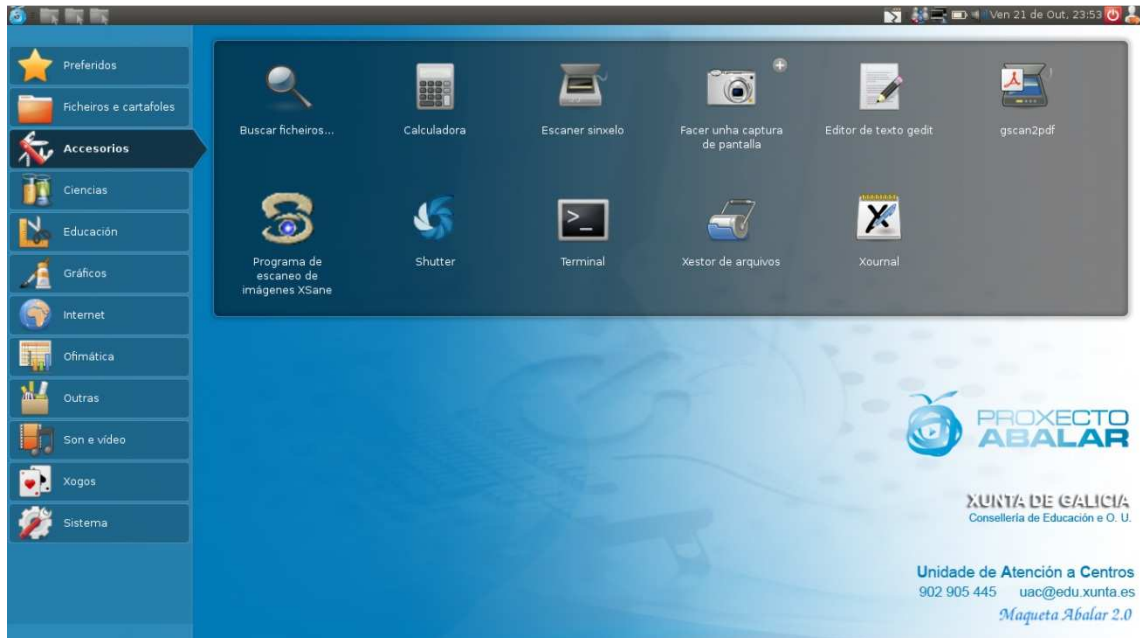 Ven 21 de Out, 23:53
Preferidos
Ficheiros e cartafoles
Accesorios
Ciencias
Educación
Gráficos
Internet
Ofimática
Outras
Son e vídeo
Xogos
Sistema
Buscar ficheiros...
Calculadora
Escaner sinxelo
Facer unha captura
de pantalla
Editor de texto gedit
gscan2pdf
Programa de
escaneo de
imágenes XSane
Shutter
Terminal
Xestor de arquivos
Xournal
PROXECTO
ABALAR
XUNTA DE GALICIA
Consellería de Educación e O. U.
Unidade de Atención a Centros
902 905 445 uac@edu.xunta.es
Maqueta Abalar 2.0